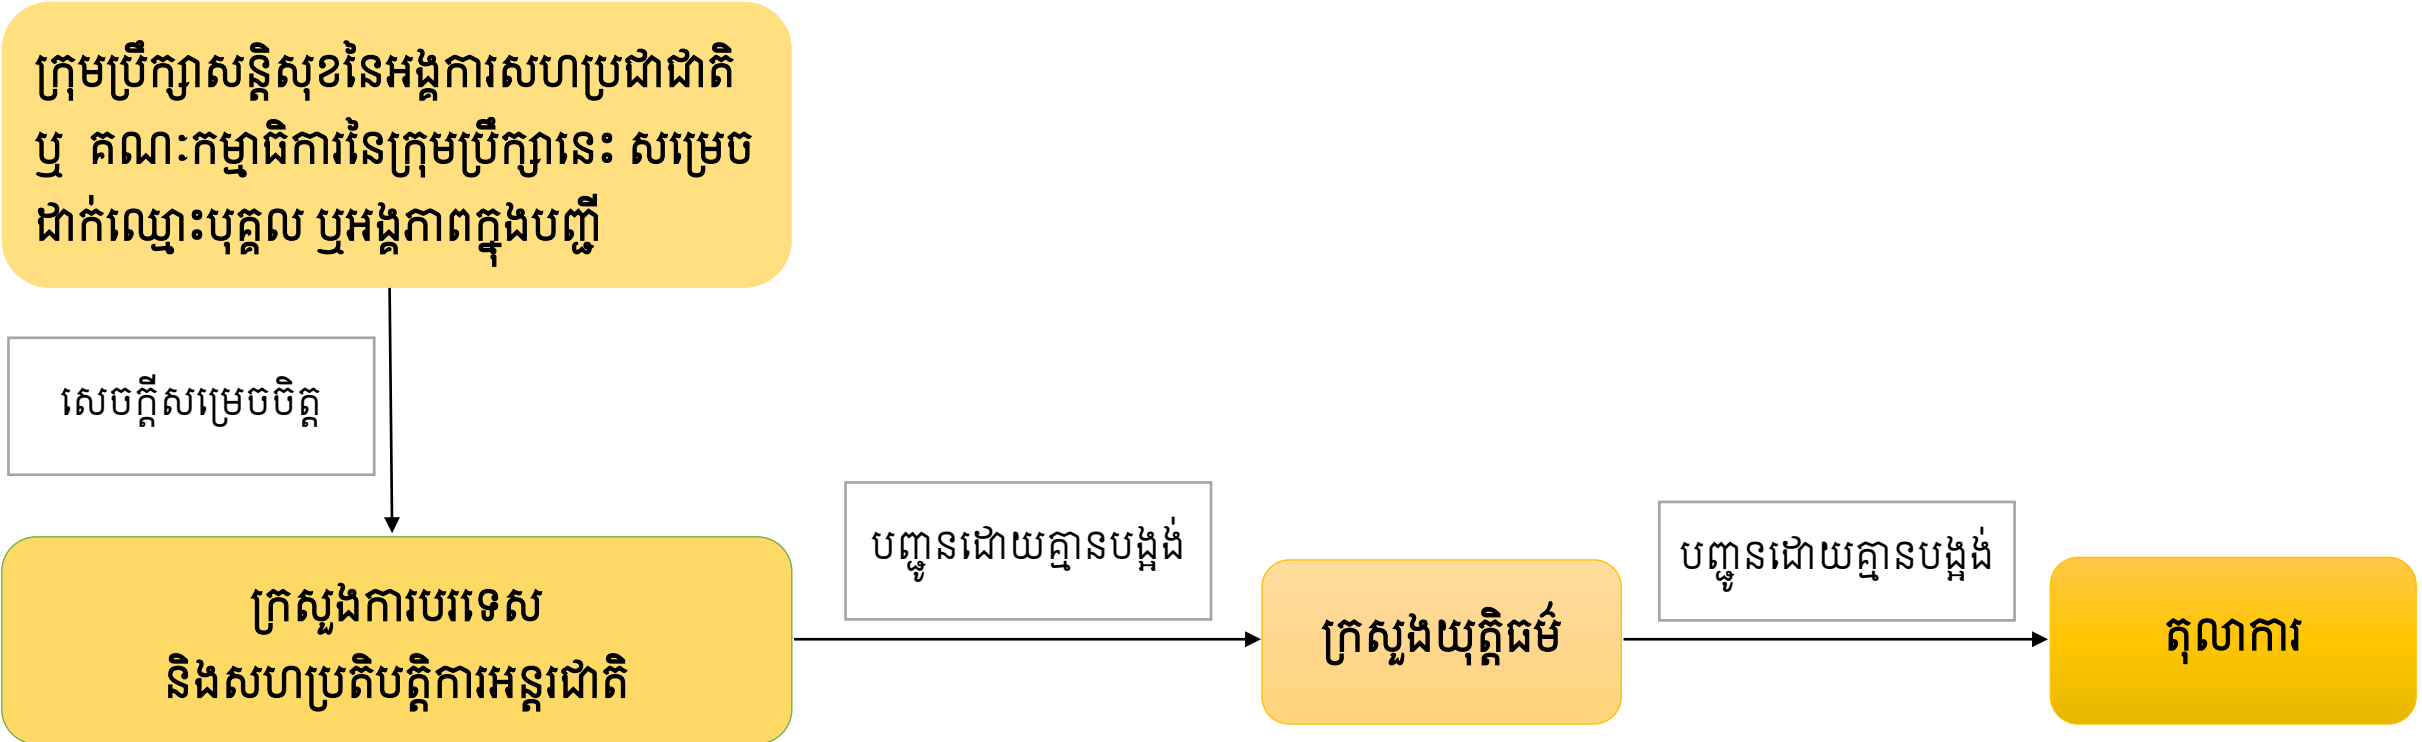 ក្រុមប្រឹក្សាសន្តិសុខនៃអង្គការសហប្រជាជាតិ
ឬ គណៈកម្មាធិការនៃក្រុមប្រឹក្សានេះ សម្រេច
ដាក់ឈ្មោះបុគ្គល ឬអង្គភាពក្នុងបញ្ជី
សេចក្តីសម្រេចចិត្ត
បញ្ជូនដោយគ្មានបង្អង់
បញ្ជូនដោយគ្មានបង្អង់
ក្រសួងការបរទេស
និងសហប្រតិបត្តិការអន្តរជាតិ
ក្រសួងយុត្តិធម៌
តុលាការ